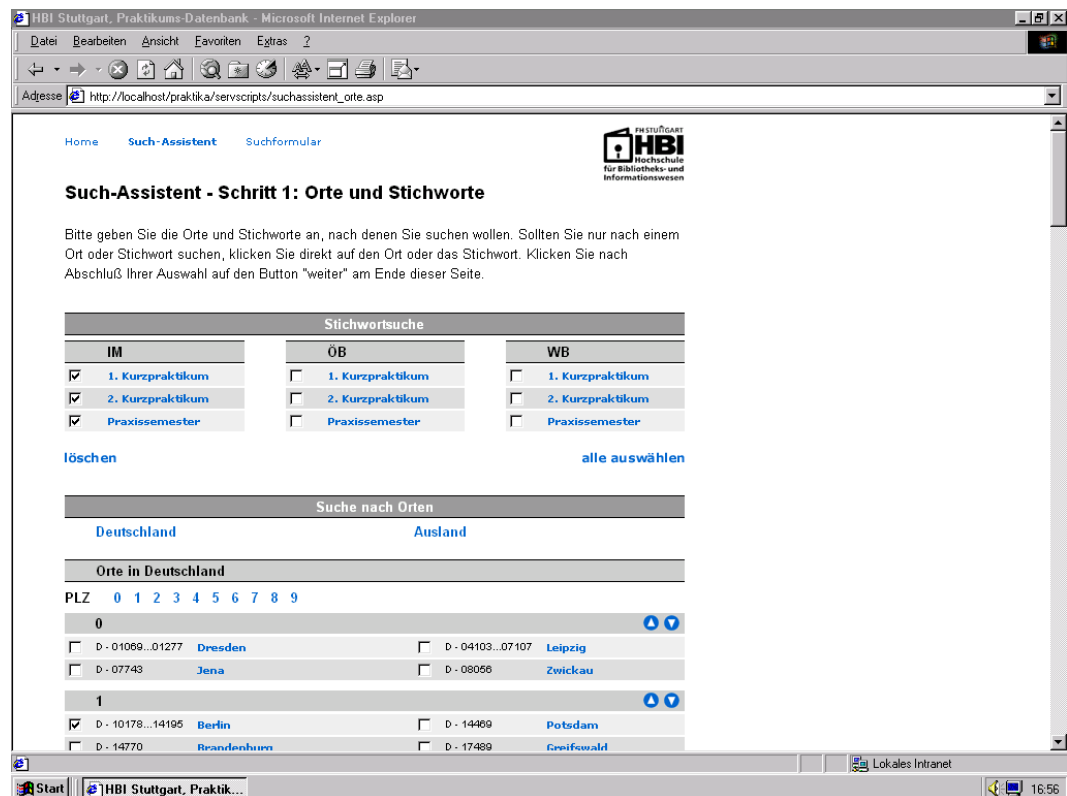 HBI Stuttgart, Praktikums-Datenbank - Microsoft Internet Explorer
Datei Bearbeiten Ansicht Favoriten Extras ?
Adresse http://localhost/praktika/servscripts/suchassistent_orte.asp
Home Such-Assistent Suchformular
FH STUTTGART
HBI
Hochschule
für Bibliotheks- und
Informationswesen
Such-Assistent - Schritt 1: Orte und Stichworte
Bitte geben Sie die Orte und Stichworte an, nach denen Sie suchen wollen. Sollten Sie nur nach einem
Ort oder Stichwort suchen, klicken Sie direkt auf den Ort oder das Stichwort. Klicken Sie nach
Abschluß Ihrer Auswahl auf den Button "weiter" am Ende dieser Seite.
Stichwortsuche
IM ÖB WB
1. Kurzpraktikum 1. Kurzpraktikum 1. Kurzpraktikum
2. Kurzpraktikum 2. Kurzpraktikum 2. Kurzpraktikum
Praxissemester Praxissemester Praxissemester
löschen alle auswählen
Suche nach Orten
Deutschland Ausland
Orte in Deutschland
PLZ 0 1 2 3 4 5 6 7 8 9
0
D - 01069...01277 Dresden D - 04103...07107 Leipzig
D - 07743 Jena D - 08056 Zwickau
1
D - 10178...14195 Berlin D - 14469 Potsdam
D - 14770 Brandenburg D - 17489 Greifswald
Lokales Intranet
Start HBI Stuttgart, Praktik... 16:56